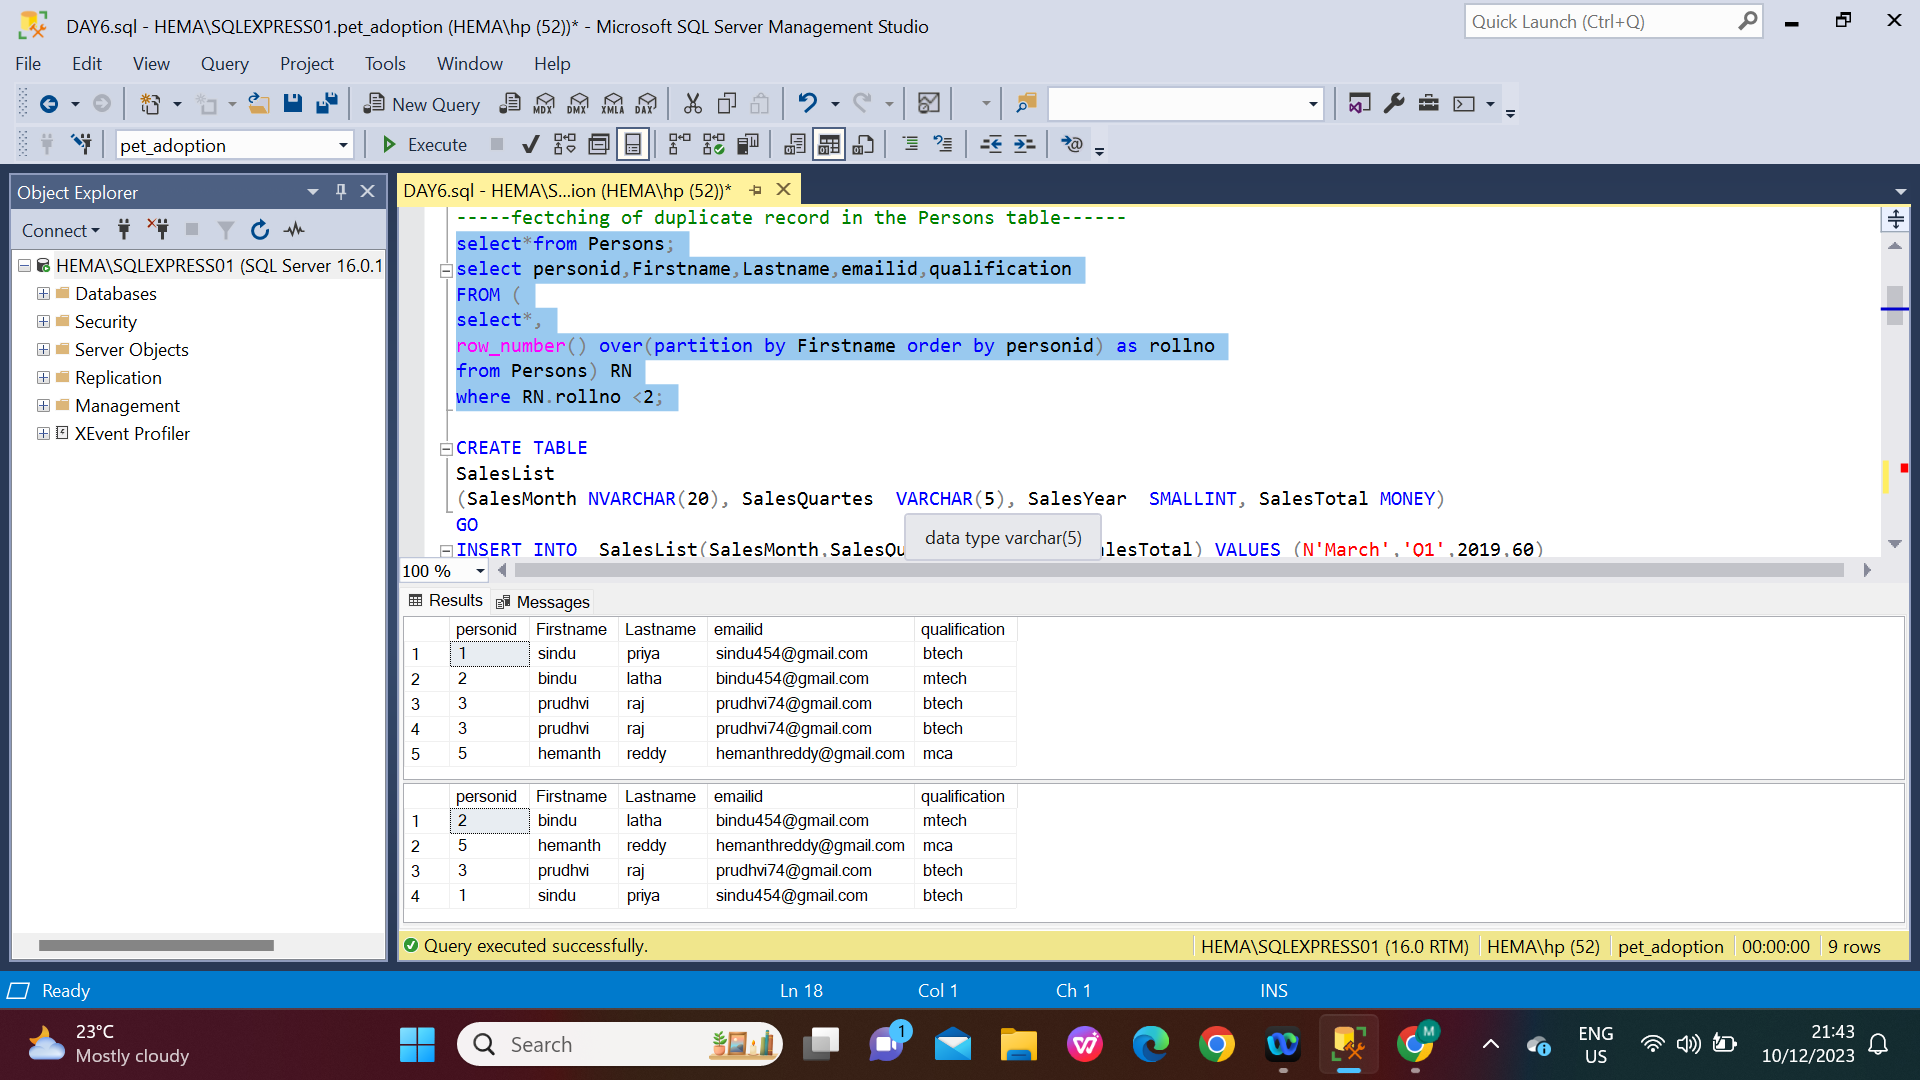 DAY6.sql - HEMA\SQLEXPRESS01.pet_adoption (HEMA\hp (52))* - Microsoft SQL Server Management Studio
Quick Launch (Ctrl+Q)
File Edit View Query Project Tools Window Help
New Query MDX DMX XMLA DAX
pet_adoption Execute
Object Explorer
Connect
HEMA\SQLEXPRESS01 (SQL Server 16.0.1
Databases
Security
Server Objects
Replication
Management
XEvent Profiler
DAY6.sql - HEMA\S...ion (HEMA\hp (52))*
-----fectching of duplicate record in the Persons table------
select*from Persons;
select personid,Firstname,Lastname,emailid,qualification
FROM (
select*,
row_number() over(partition by Firstname order by personid) as rollno
from Persons) RN
where RN.rollno <2;
CREATE TABLE
SalesList
(SalesMonth NVARCHAR(20), SalesQuartes VARCHAR(5), SalesYear SMALLINT, SalesTotal MONEY)
GO
INSERT INTO SalesList(SalesMonth,SalesQu alesTotal) VALUES (N'March','Q1',2019,60)
data type varchar(5)
100 %
Results Messages
personid Firstname Lastname emailid qualification
1 1 sindu priya sindu454@gmail.com btech
2 2 bindu latha bindu454@gmail.com mtech
3 3 prudhvi raj prudhvi74@gmail.com btech
4 3 prudhvi raj prudhvi74@gmail.com btech
5 5 hemanth reddy hemanthreddy@gmail.com mca
personid Firstname Lastname emailid qualification
1 2 bindu latha bindu454@gmail.com mtech
2 5 hemanth reddy hemanthreddy@gmail.com mca
3 3 prudhvi raj prudhvi74@gmail.com btech
4 1 sindu priya sindu454@gmail.com btech
Query executed successfully. HEMA\SQLEXPRESS01 (16.0 RTM) HEMA\hp (52) pet_adoption 00:00:00 9 rows
Ready Ln 18 Col 1 Ch 1 INS
23°C
Mostly cloudy
Search
1
M
ENG
US
21:43
10/12/2023